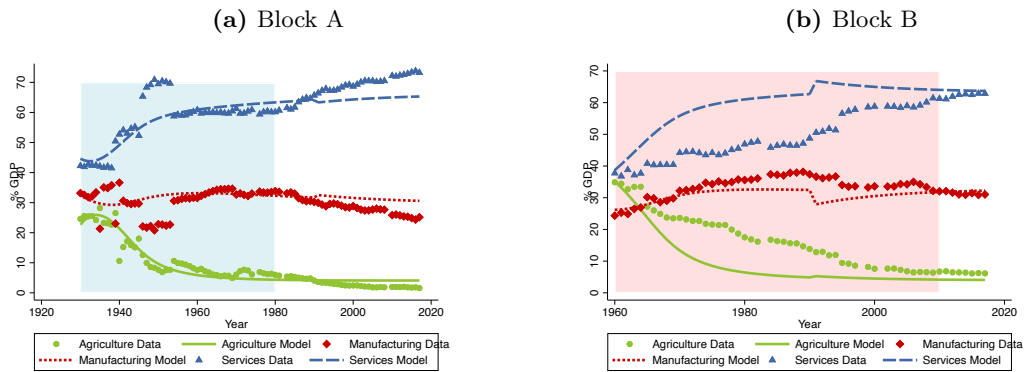 (a) Block A
(b) Block B
% GDP
0 10 20 30 40 50 60 70
1920 1940 1960 1980 2000 2020
Year
Agriculture Data Agriculture Model Manufacturing Data
Manufacturing Model Services Data Services Model
% GDP
0 10 20 30 40 50 60 70
1960 1980 2000 2020
Year
Agriculture Data Agriculture Model Manufacturing Data
Manufacturing Model Services Data Services Model